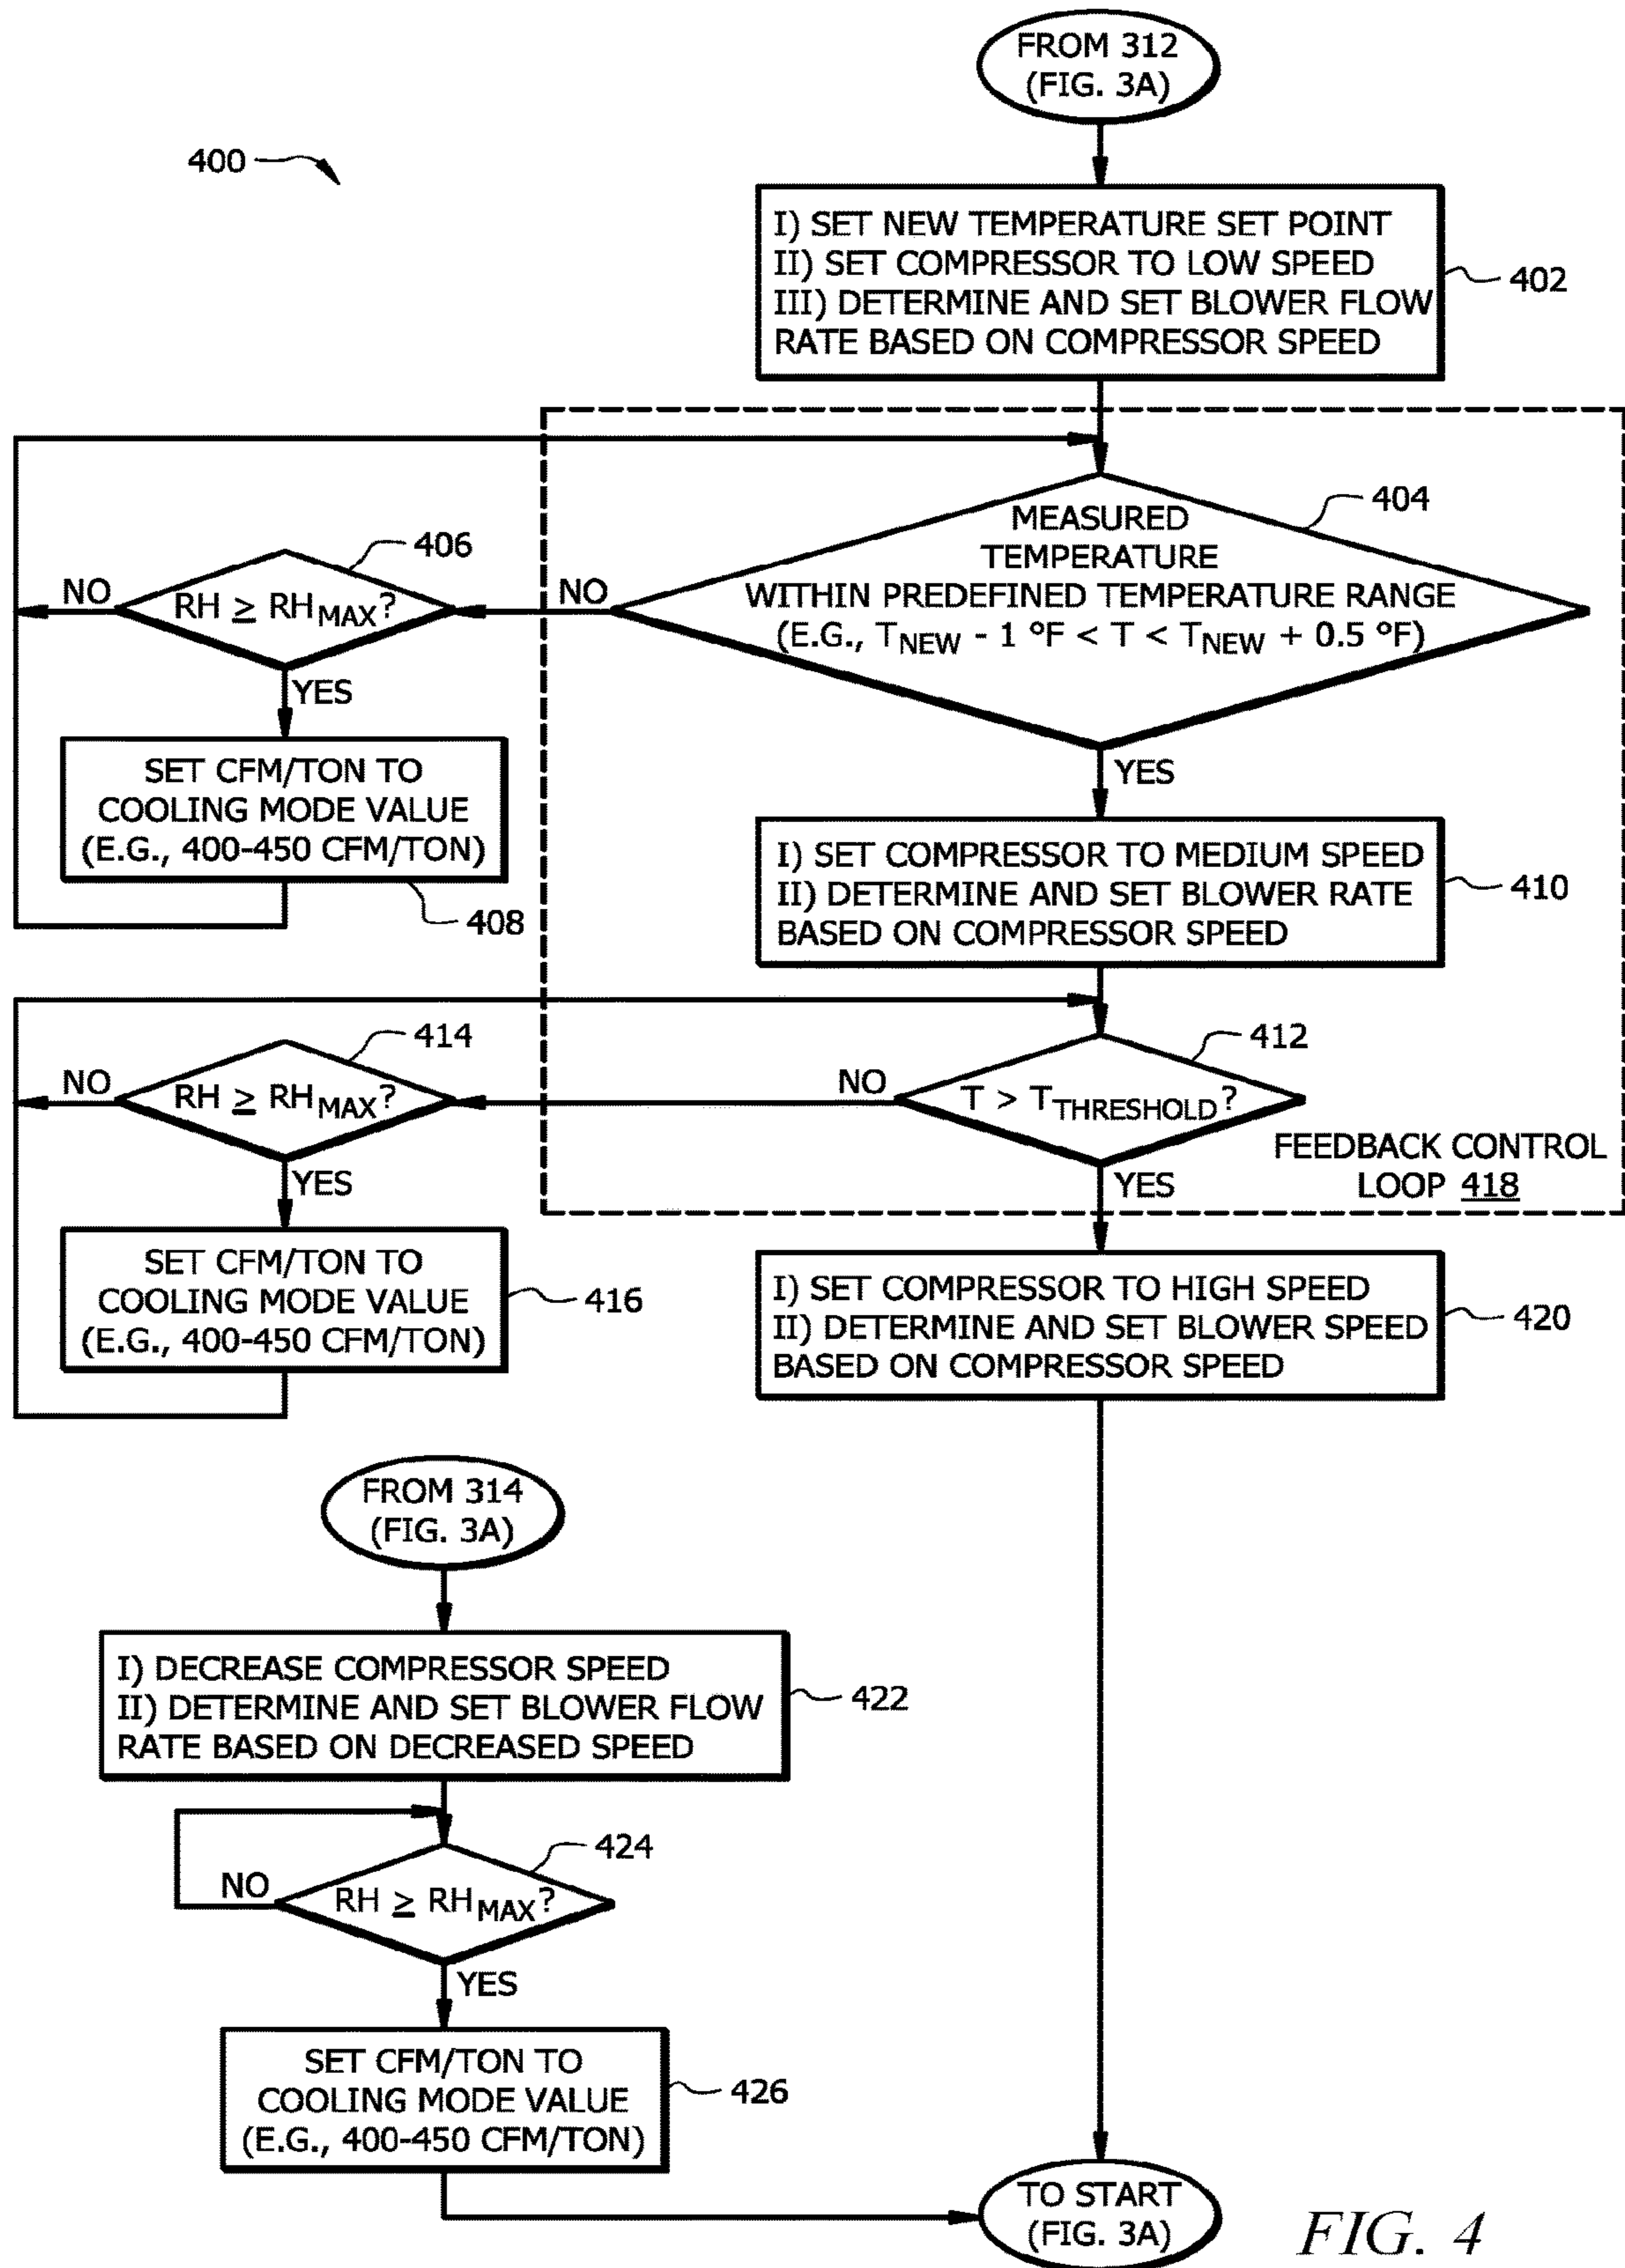 FROM 312
(FIG. 3A)
400
I) SET NEW TEMPERATURE SET POINT
II) SET COMPRESSOR TO LOW SPEED
III) DETERMINE AND SET BLOWER FLOW
RATE BASED ON COMPRESSOR SPEED
402
404
MEASURED
TEMPERATURE
WITHIN PREDEFINED TEMPERATURE RANGE
(E.G., T_NEW - 1 °F < T < T_NEW + 0.5 °F)
NO
YES
406
RH ≥ RH_MAX?
NO
YES
SET CFM/TON TO
COOLING MODE VALUE
(E.G., 400-450 CFM/TON)
408
I) SET COMPRESSOR TO MEDIUM SPEED
II) DETERMINE AND SET BLOWER RATE
BASED ON COMPRESSOR SPEED
410
412
T > T_THRESHOLD?
NO
YES
FEEDBACK CONTROL
LOOP 418
414
RH ≥ RH_MAX?
NO
YES
SET CFM/TON TO
COOLING MODE VALUE
(E.G., 400-450 CFM/TON)
416
I) SET COMPRESSOR TO HIGH SPEED
II) DETERMINE AND SET BLOWER SPEED
BASED ON COMPRESSOR SPEED
420
FROM 314
(FIG. 3A)
I) DECREASE COMPRESSOR SPEED
II) DETERMINE AND SET BLOWER FLOW
RATE BASED ON DECREASED SPEED
422
424
RH ≥ RH_MAX?
NO
YES
SET CFM/TON TO
COOLING MODE VALUE
(E.G., 400-450 CFM/TON)
426
TO START
(FIG. 3A)
FIG. 4